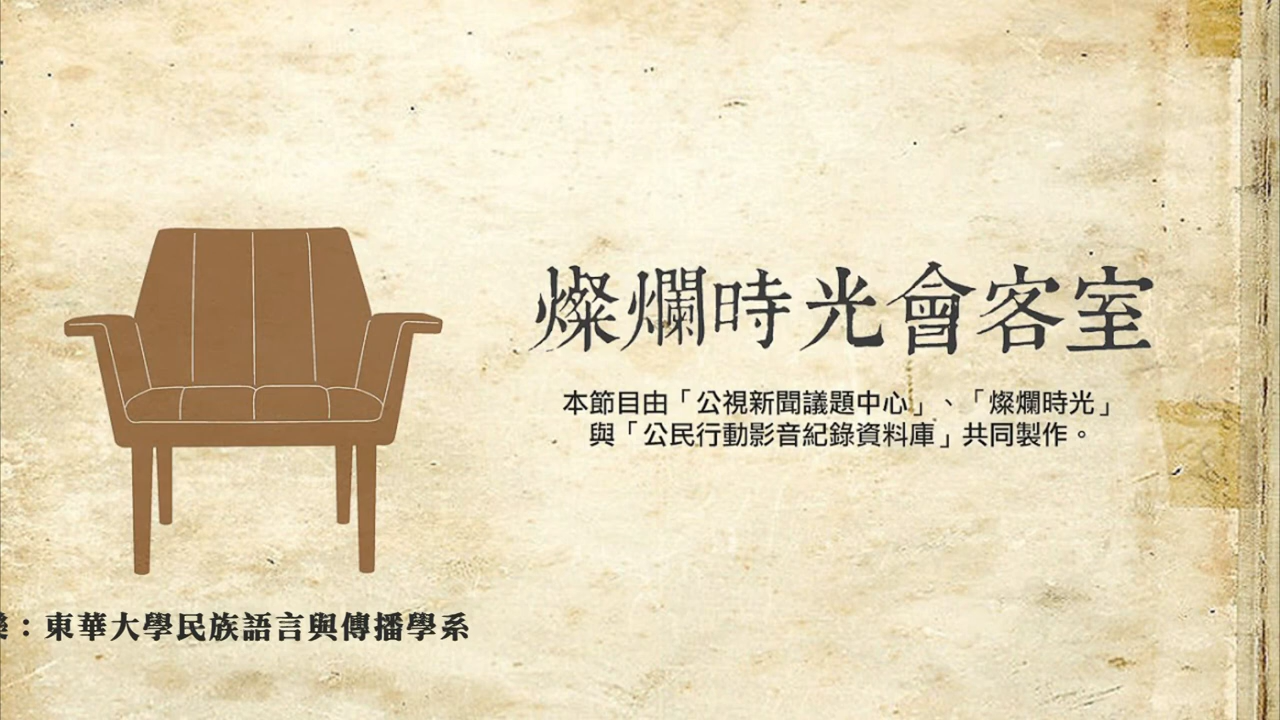 燦爛時光會客室
本節目由「公視新聞議題中心」、「燦爛時光」
與「公民行動影音紀錄資料庫」共同製作。
：東華大學民族語言與傳播學系